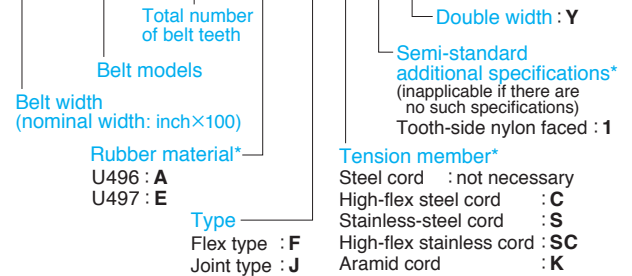 Total number
of belt teeth
Double width : Y
Belt models
Semi-standard
additional specifications*
(inapplicable if there are
no such specifications)
Tooth-side nylon faced : 1
Belt width
(nominal width: inch×100)
Rubber material*
U496 : A
U497 : E
Tension member*
Steel cord : not necessary
High-flex steel cord : C
Stainless-steel cord : S
High-flex stainless cord : SC
Aramid cord : K
Type
Flex type : F
Joint type : J